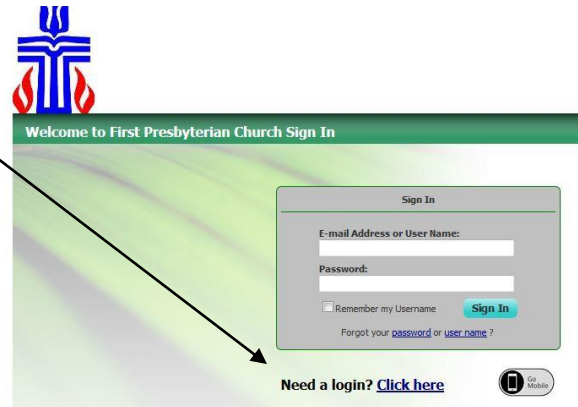 Welcome to First Presbyterian Church Sign In
Sign In
E-mail Address or User Name:
Password:
Remember my Username
Sign In
Forgot your password or user name ?
Need a login? Click here
Go
Mobile